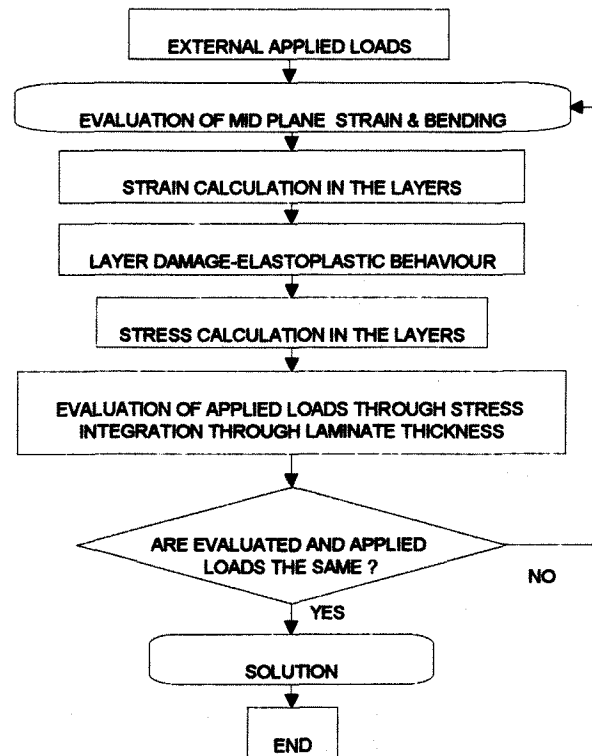 EXTERNAL APPLIED LOADS
EVALUATION OF MID PLANE STRAIN & BENDING
STRAIN CALCULATION IN THE LAYERS
LAYER DAMAGE-ELASTOPLASTIC BEHAVIOUR
STRESS CALCULATION IN THE LAYERS
EVALUATION OF APPLIED LOADS THROUGH STRESS
INTEGRATION THROUGH LAMINATE THICKNESS
ARE EVALUATED AND APPLIED
LOADS THE SAME ?
NO
YES
SOLUTION
END